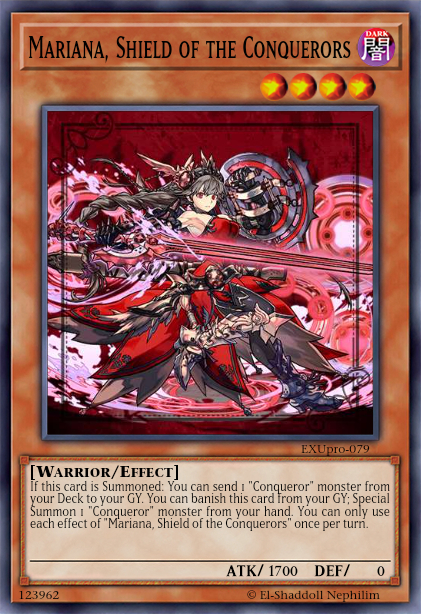 Mariana, Shield of the Conquerors
DARK
闇
EXUpro-079
[Warrior/Effect]
If this card is Summoned: You can send 1 "Conqueror" monster from
your Deck to your GY. You can banish this card from your GY; Special
Summon 1 "Conqueror" monster from your hand. You can only use
each effect of "Mariana, Shield of the Conquerors" once per turn.
ATK/ 1700 DEF/ 0
123962 © El-Shaddoll Nephilim